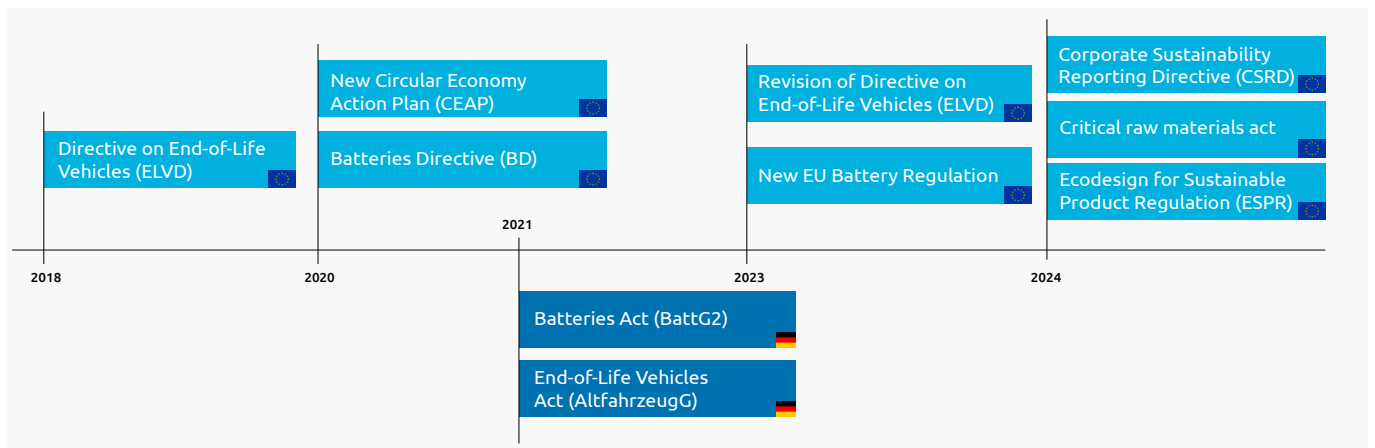 Corporate Sustainability
Reporting Directive (CSRD)
New Circular Economy
Action Plan (CEAP)
Revision of Directive on
End-of-Life Vehicles (ELVD)
Critical raw materials act
Directive on End-of-Life
Vehicles (ELVD)
Batteries Directive (BD)
New EU Battery Regulation
Ecodesign for Sustainable
Product Regulation (ESPR)
2021
2018
2020
2023
2024
Batteries Act (BattG2)
End-of-Life Vehicles
Act (AltfahrzeugG)